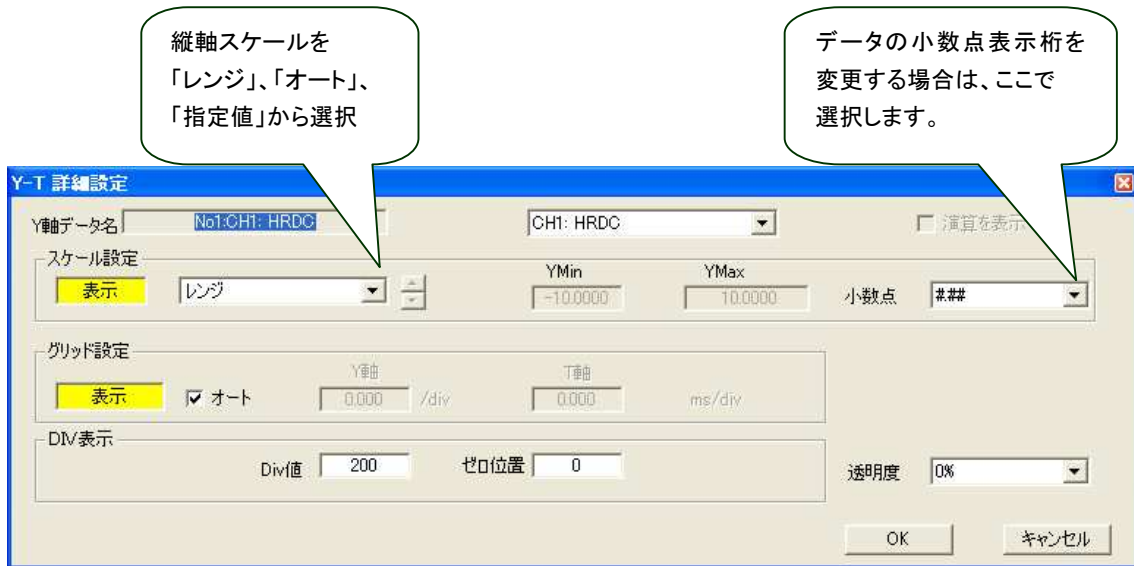 縦軸スケールを
「レンジ」、「オート」、
「指定値」から選択
データの小数点表示桁を
変更する場合は、ここで
選択します。
Y-T 詳細設定
Y軸データ名 No1:CH1: HRDC CH1: HRDC 演算を表示
スケール設定
YMin YMax
表示 レンジ -10.0000 10.0000 小数点 #.##
グリッド設定
Y軸 T軸
表示 オート 0.000 /div 0.000 ms/div
DIV表示
Div値 200 ゼロ位置 0 透明度 0%
OK キャンセル